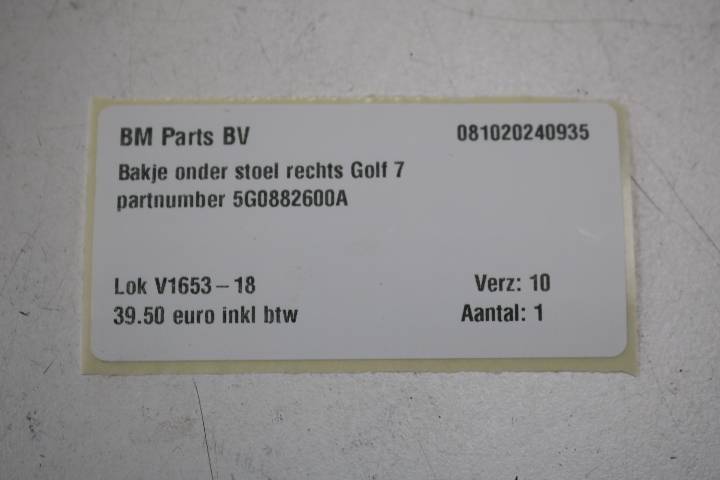 BM Parts BV 081020240935
Bakje onder stoel rechts Golf 7
partnumber 5G0882600A
Lok V1653-18 Verz: 10
39.50 euro inkl btw Aantal: 1